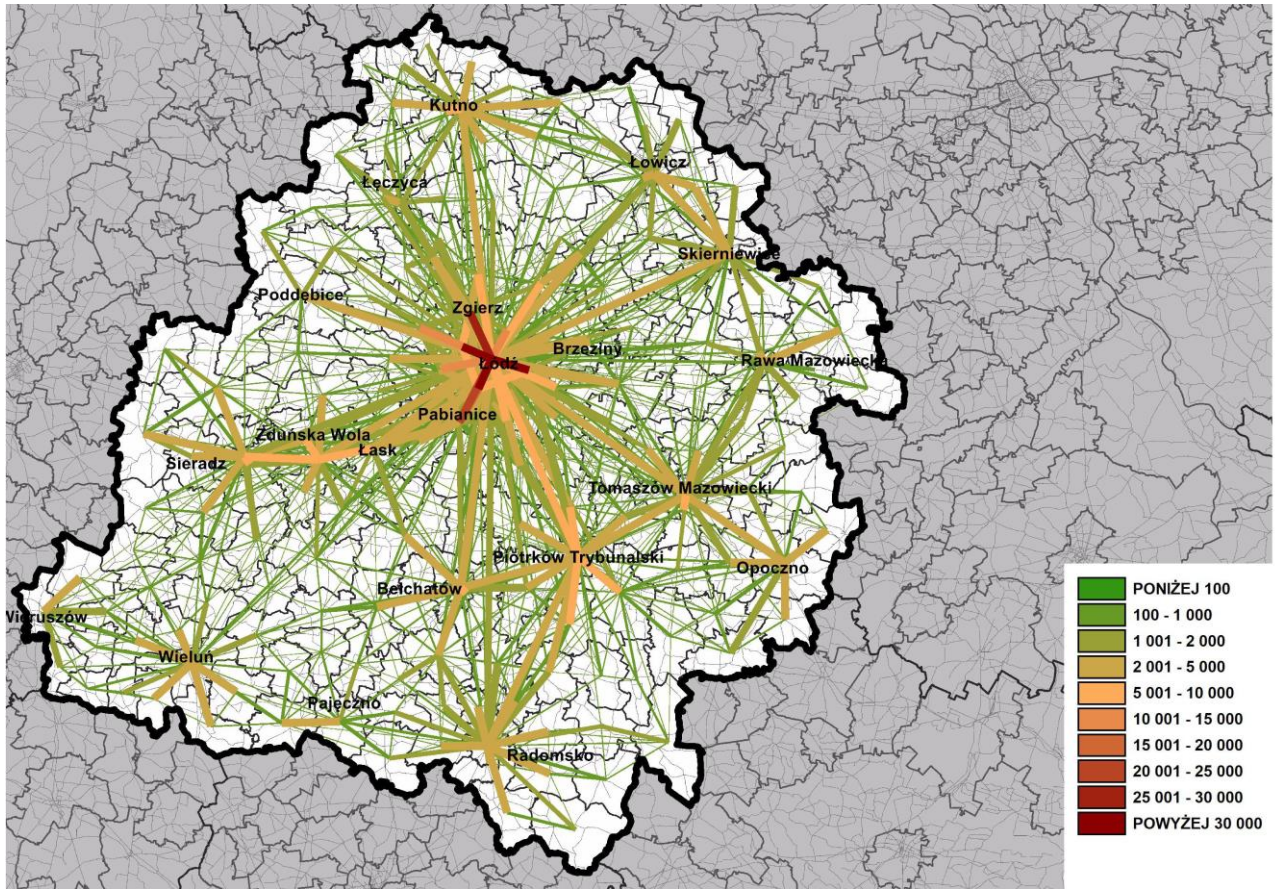 Kutno
Łowicz
Łęczyca
Skierniewice
Poddębice
Zgierz
Brzeziny
Rawa Mazowiecka
Łódź
Pabianice
Zduńska Wola
Łask
Sieradz
Tomaszów Mazowiecki
Piotrków Trybunalski
Opoczno
Bełchatów
Wieruszów
Wieluń
Pajęczno
Radomsko
PONIŻEJ 100
100 - 1 000
1 001 - 2 000
2 001 - 5 000
5 001 - 10 000
10 001 - 15 000
15 001 - 20 000
20 001 - 25 000
25 001 - 30 000
POWYŻEJ 30 000